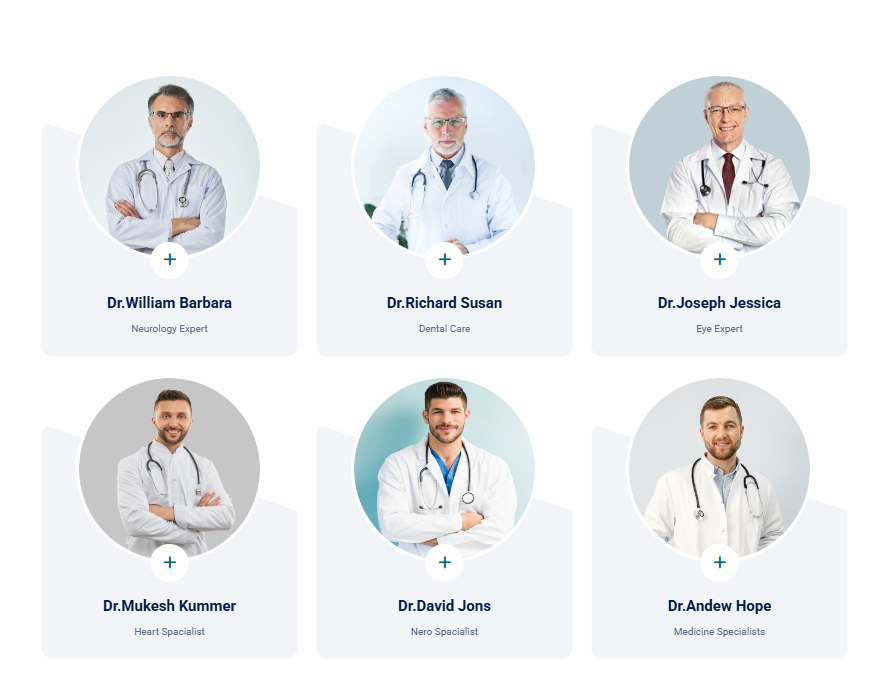 Dr.William Barbara
Neurology Expert
Dr.Richard Susan
Dental Care
Dr.Joseph Jessica
Eye Expert
Dr.Mukesh Kummer
Heart Spacialist
Dr.David Jons
Nero Spacialist
Dr.Andew Hope
Medicine Specialists